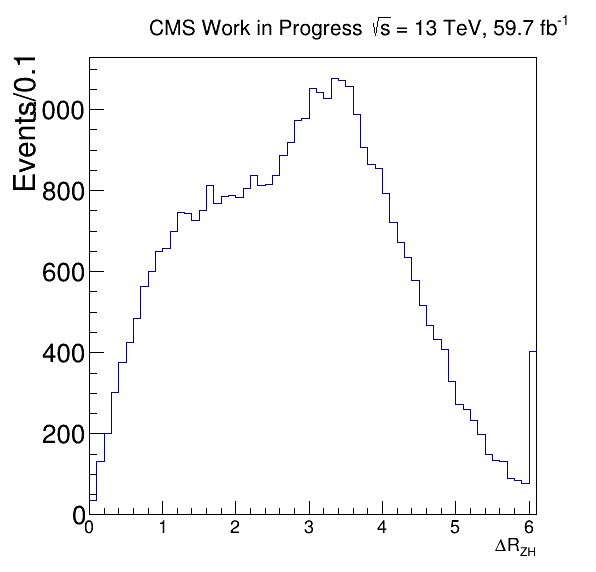 CMS Work in Progress √s = 13 TeV, 59.7 fb⁻¹
Events/0.1
1000
800
600
400
200
0
0 1 2 3 4 5 6
ΔR_ZH